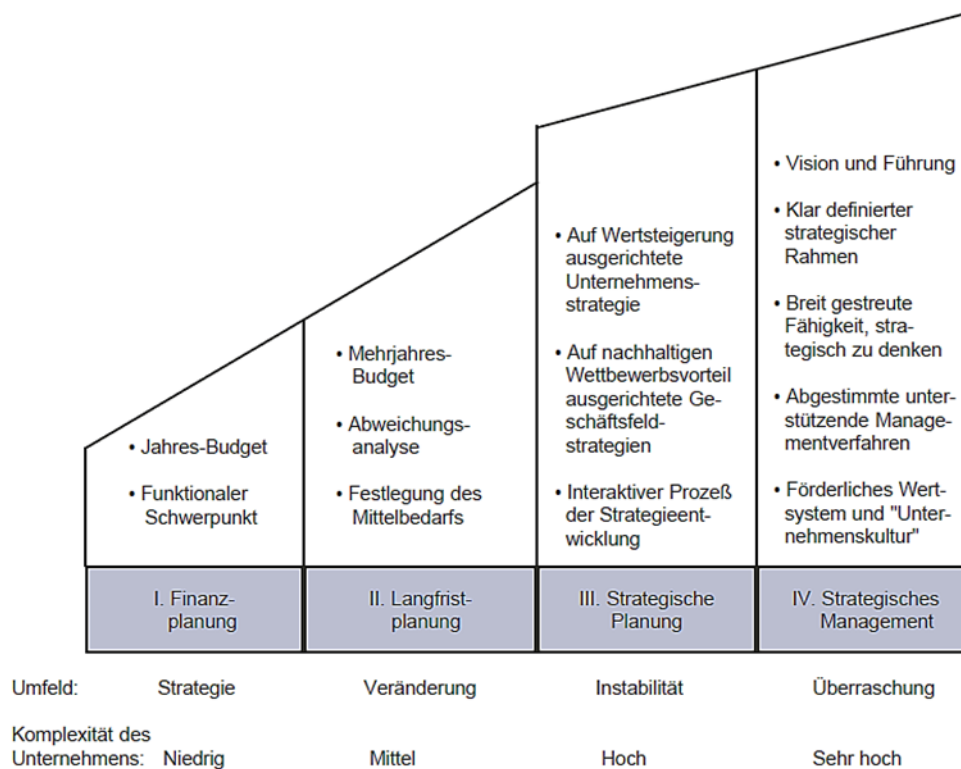 • Jahres-Budget
• Funktionaler
Schwerpunkt
• Mehrjahres-
Budget
• Abweichungs-
analyse
• Festlegung des
Mittelbedarfs
• Auf Wertsteigerung
ausgerichtete
Unternehmens-
strategie
• Auf nachhaltigen
Wettbewerbsvorteil
ausgerichtete Ge-
schäftsfeld-
strategien
• Interaktiver Prozeß
der Strategieent-
wicklung
• Vision und Führung
• Klar definierter
strategischer
Rahmen
• Breit gestreute
Fähigkeit, stra-
tegisch zu denken
• Abgestimmte unter-
stützende Manage-
mentverfahren
• Förderliches Wert-
system und "Unter-
nehmenskultur"
I. Finanz-
planung
II. Langfrist-
planung
III. Strategische
Planung
IV. Strategisches
Management
Umfeld: Strategie Veränderung Instabilität Überraschung
Komplexität des
Unternehmens: Niedrig Mittel Hoch Sehr hoch